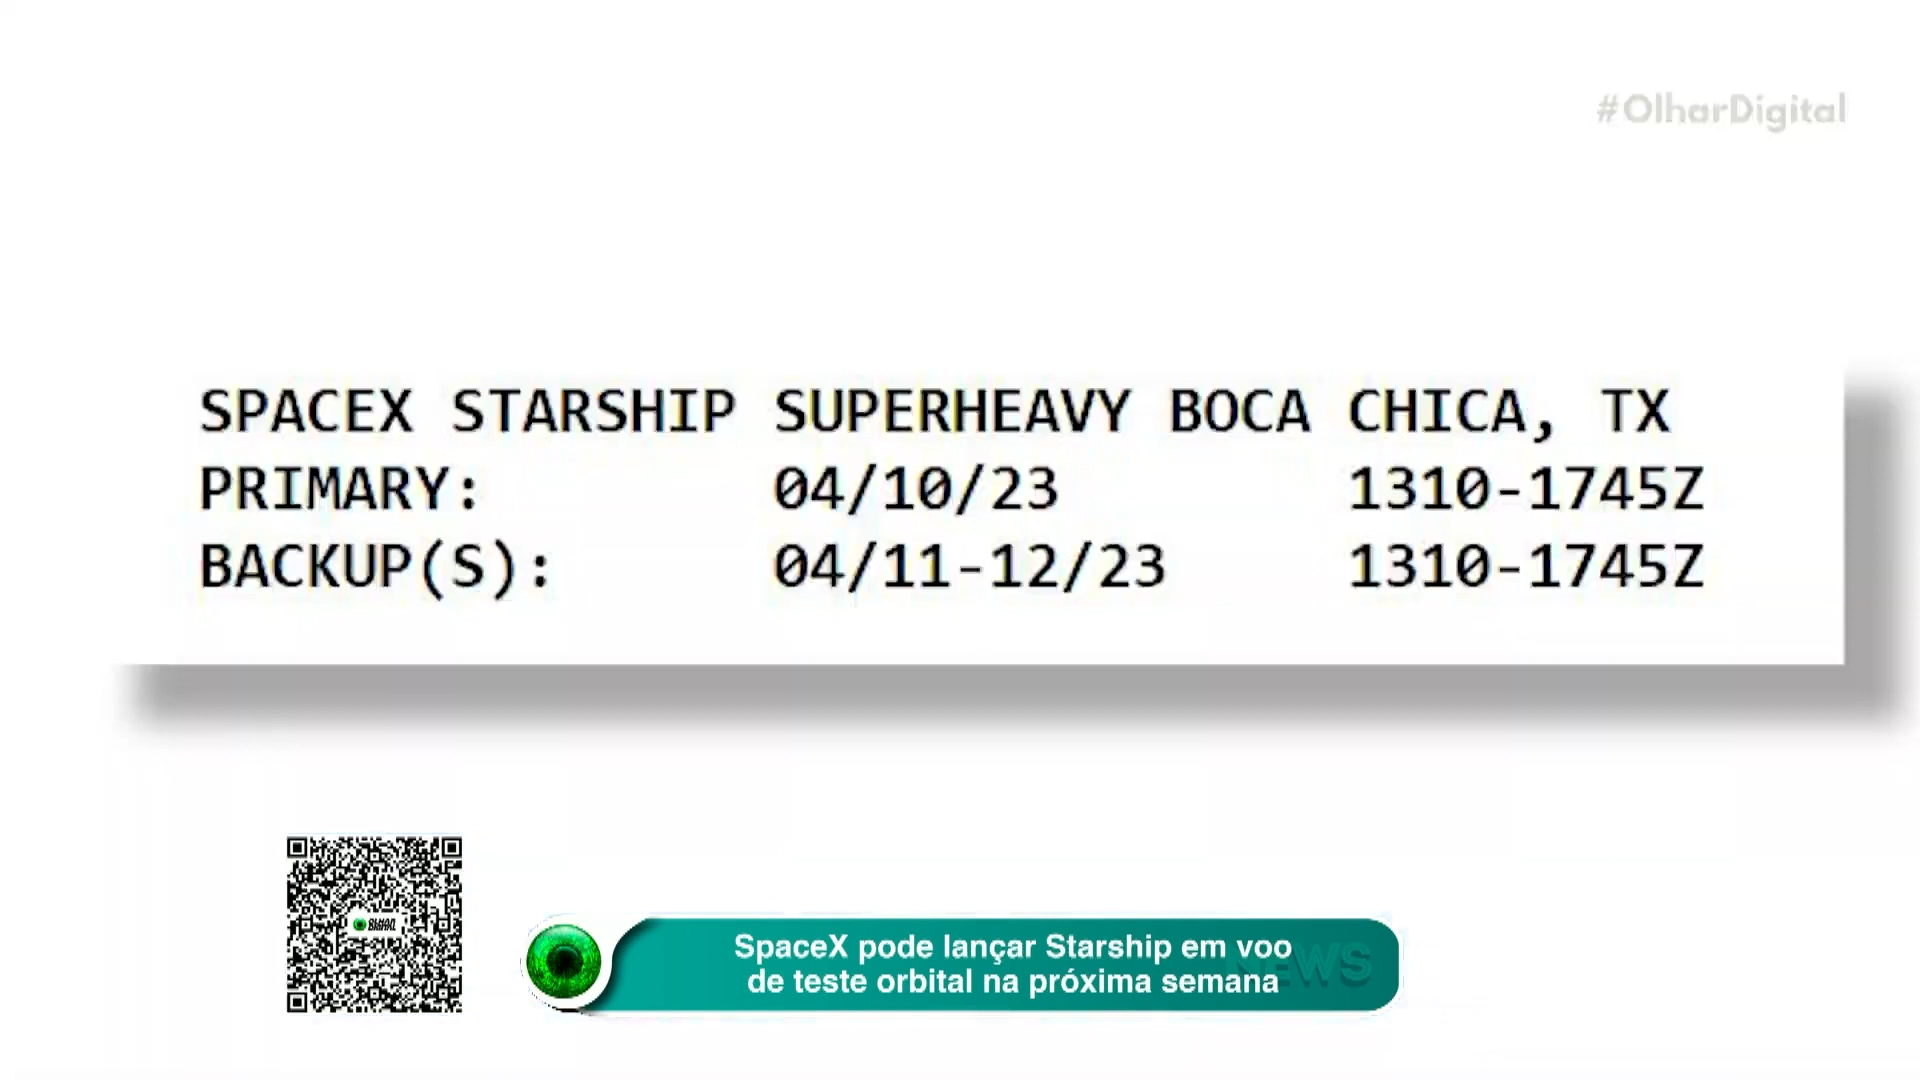 #OlharDigital
SPACEX STARSHIP SUPERHEAVY BOCA CHICA, TX
PRIMARY: 04/10/23 1310-1745Z
BACKUP(S): 04/11-12/23 1310-1745Z
SpaceX pode lançar Starship em voo
de teste orbital na próxima semana
NEWS